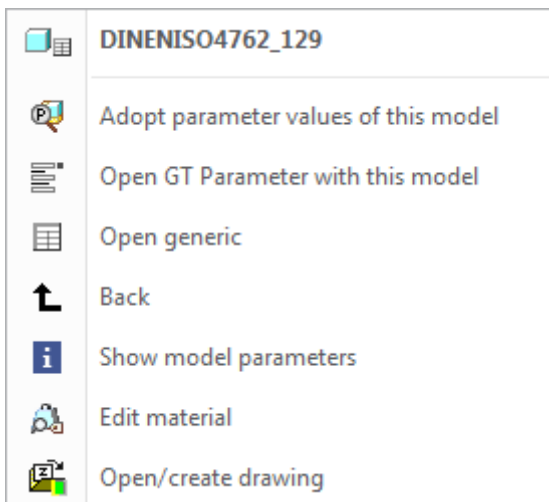 DINENISO4762_129
Adopt parameter values of this model
Open GT Parameter with this model
Open generic
Back
Show model parameters
Edit material
Open/create drawing